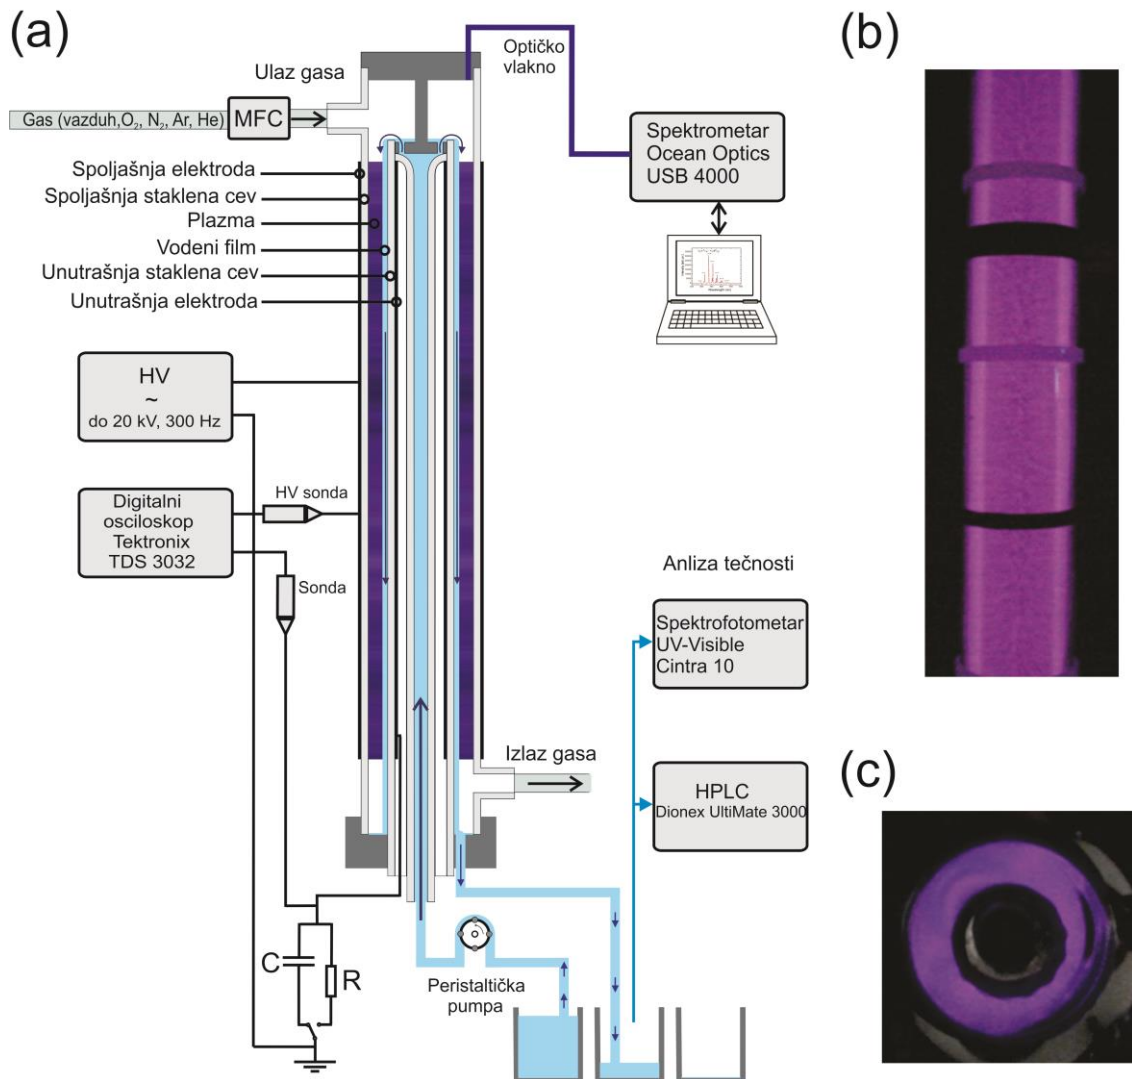 (a)
(b)
Optičko
vlakno
Ulaz gasa
Gas (vazduh,O₂, N₂, Ar, He)
MFC
Spektrometar
Ocean Optics
USB 4000
Spoljašnja elektroda
Spoljašnja staklena cev
Plazma
Vodeni film
Unutrašnja staklena cev
Unutrašnja elektroda
HV
~
do 20 kV, 300 Hz
HV sonda
Digitalni
osciloskop
Tektronix
TDS 3032
Sonda
Anliza tečnosti
Spektrofotometar
UV-Visible
Cintra 10
Izlaz gasa
HPLC
Dionex UltiMate 3000
(c)
C
R
Peristaltička
pumpa